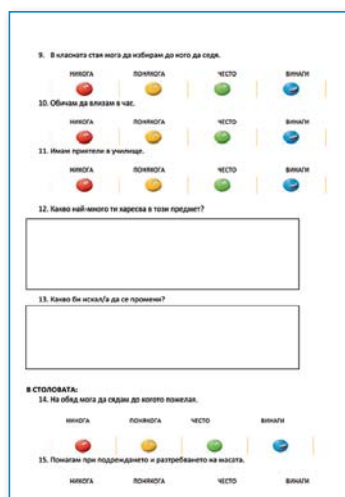 9. В класната стая мога да избирам до кого да седя.
НИКОГА ПОНЯКОГА ЧЕСТО ВИНАГИ
10. Обичам да влизам в час.
НИКОГА ПОНЯКОГА ЧЕСТО ВИНАГИ
11. Имам приятели в училище.
НИКОГА ПОНЯКОГА ЧЕСТО ВИНАГИ
12. Какво най-много ти харесва в този предмет?
13. Какво би искал/а да се промени?
В СТОЛОВАТА:
14. На обяд мога да сядам до когото пожелая.
НИКОГА ПОНЯКОГА ЧЕСТО ВИНАГИ
15. Помагам при подреждането и разтребването на масата.
НИКОГА ПОНЯКОГА ЧЕСТО ВИНАГИ